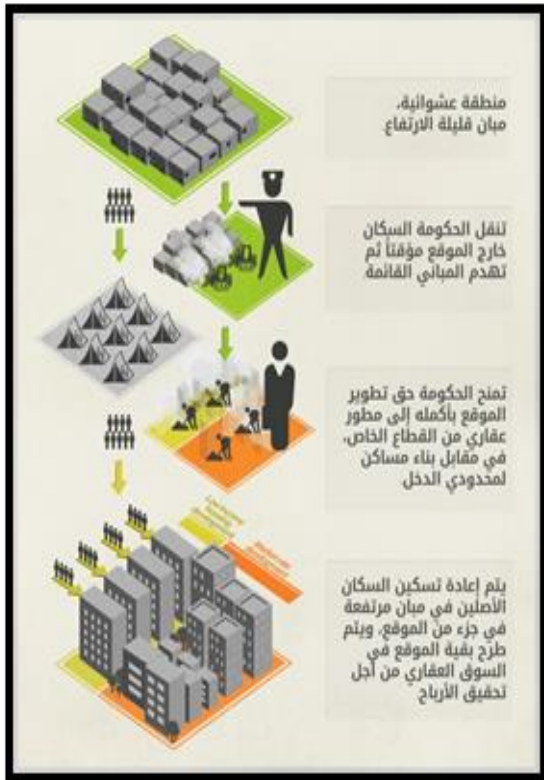 منطقة عشوائية،
مبان قليلة الارتفاع.
تنقل الحكومة السكان
خارج الموقع مؤقتاً ثم
تهدم المباني القائمة
تمنح الحكومة حق تطوير
الموقع بأكمله إلى مطور
عقاري من القطاع الخاص،
في مقابل بناء مساكن
لمحدودي الدخل.
يتم إعادة تسكين السكان
الأصلين في مبان مرتفعة
في جزء من الموقع، ويتم
طرح بقية الموقع في
السوق العقاري من أجل
تحقيق الأرباح